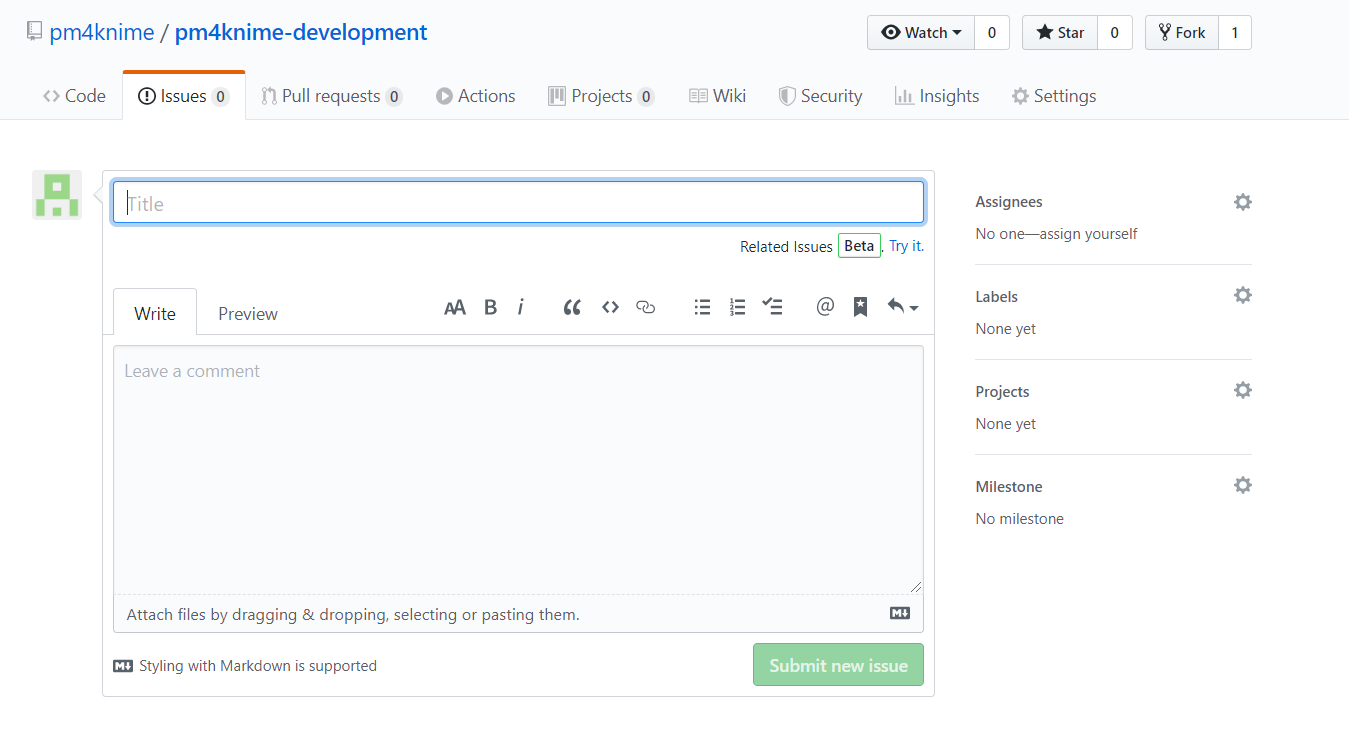 pm4knime / pm4knime-development
Watch 0 Star 0 Fork 1
Code Issues 0 Pull requests 0 Actions Projects 0 Wiki Security Insights Settings
Title
Related Issues Beta. Try it.
Write Preview
AA B i
Leave a comment
Attach files by dragging & dropping, selecting or pasting them.
Styling with Markdown is supported
Submit new issue
Assignees
No one—assign yourself
Labels
None yet
Projects
None yet
Milestone
No milestone